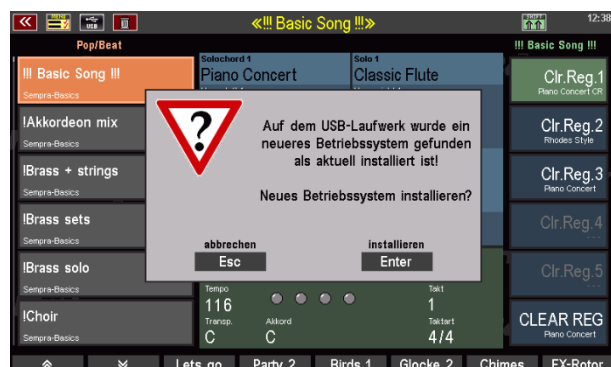 MENU
USB
«!!! Basic Song !!!»
SHIFT
12:38
Pop/Beat
!!! Basic Song !!!
!!! Basic Song !!!
Sempra-Basics
!Akkordeon mix
Sempra-Basics
!Brass + strings
Sempra-Basics
!Brass sets
Sempra-Basics
!Brass solo
Sempra-Basics
!Choir
Sempra-Basics
Solochord 1
Piano Concert
Solo 1
Classic Flute
?
Auf dem USB-Laufwerk wurde ein
neueres Betriebssystem gefunden
als aktuell installiert ist!
Neues Betriebssystem installieren?
abbrechen
Esc
installieren
Enter
Tempo
116
Takt
1
Transp.
C
Akkord
C
Taktart
4/4
Clr.Reg.1
Piano Concert CR
Clr.Reg.2
Rhodes Style
Clr.Reg.3
Piano Concert
Clr.Reg.4
---
Clr.Reg.5
---
CLEAR REG
Piano Concert
Lets go
Party 2
Birds 1
Glocke 2
Chimes
FX-Rotor